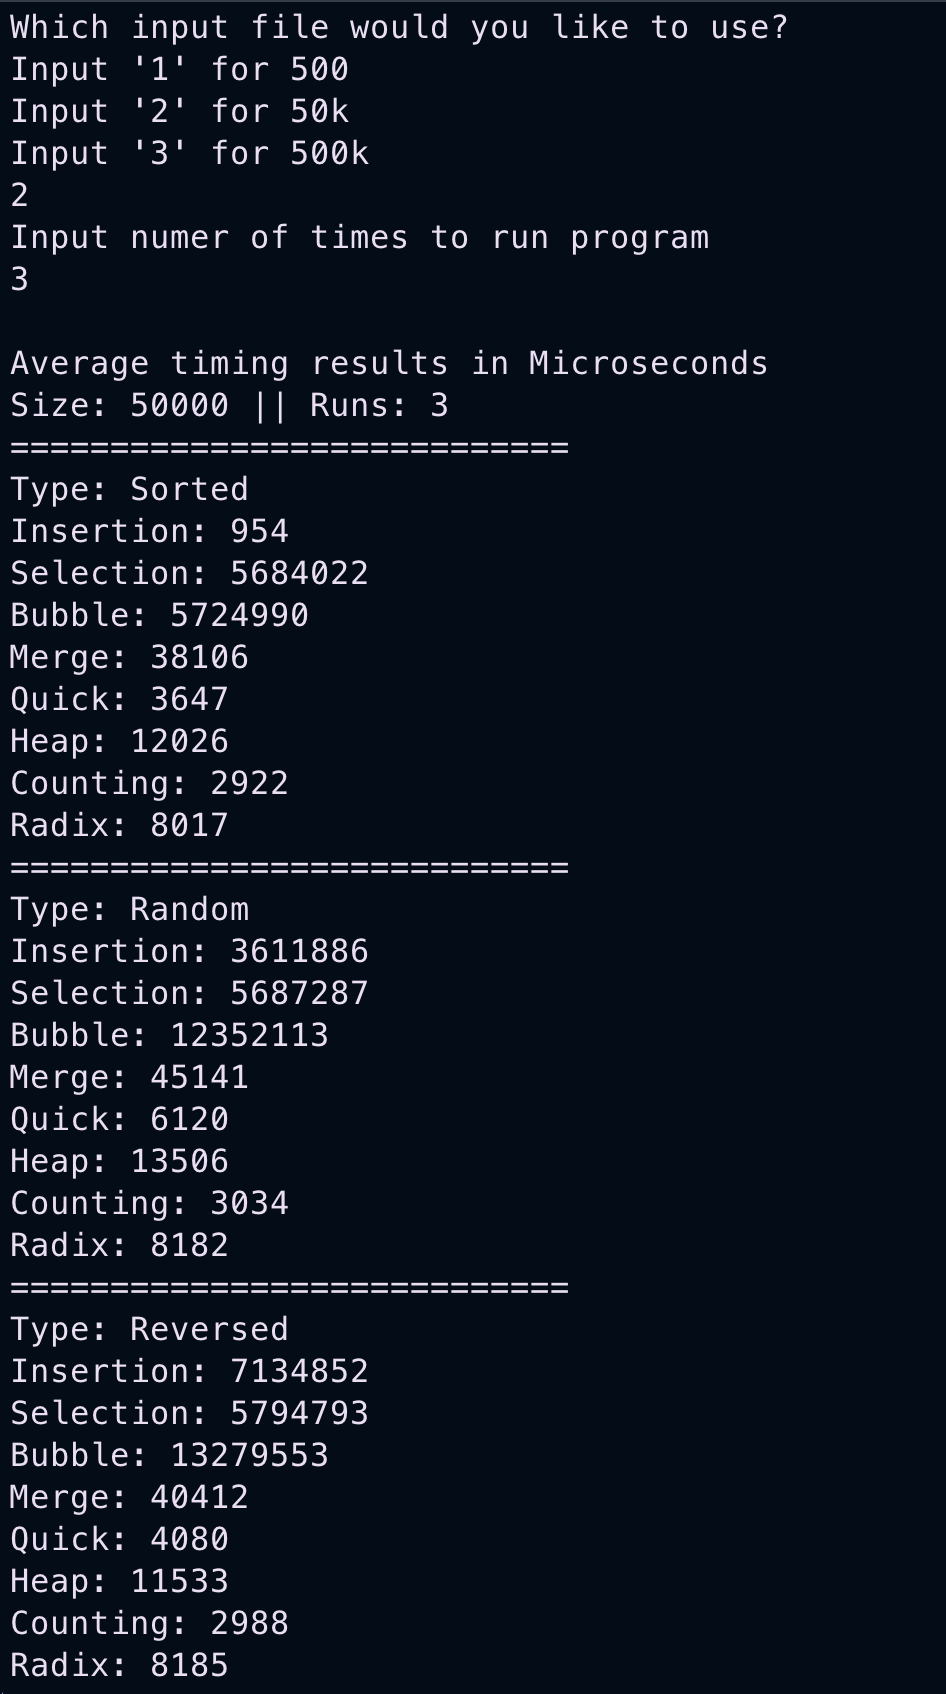 Which input file would you like to use?
Input '1' for 500
Input '2' for 50k
Input '3' for 500k
2
Input numer of times to run program
3

Average timing results in Microseconds
Size: 50000 || Runs: 3
============================
Type: Sorted
Insertion: 954
Selection: 5684022
Bubble: 5724990
Merge: 38106
Quick: 3647
Heap: 12026
Counting: 2922
Radix: 8017
============================
Type: Random
Insertion: 3611886
Selection: 5687287
Bubble: 12352113
Merge: 45141
Quick: 6120
Heap: 13506
Counting: 3034
Radix: 8182
============================
Type: Reversed
Insertion: 7134852
Selection: 5794793
Bubble: 13279553
Merge: 40412
Quick: 4080
Heap: 11533
Counting: 2988
Radix: 8185